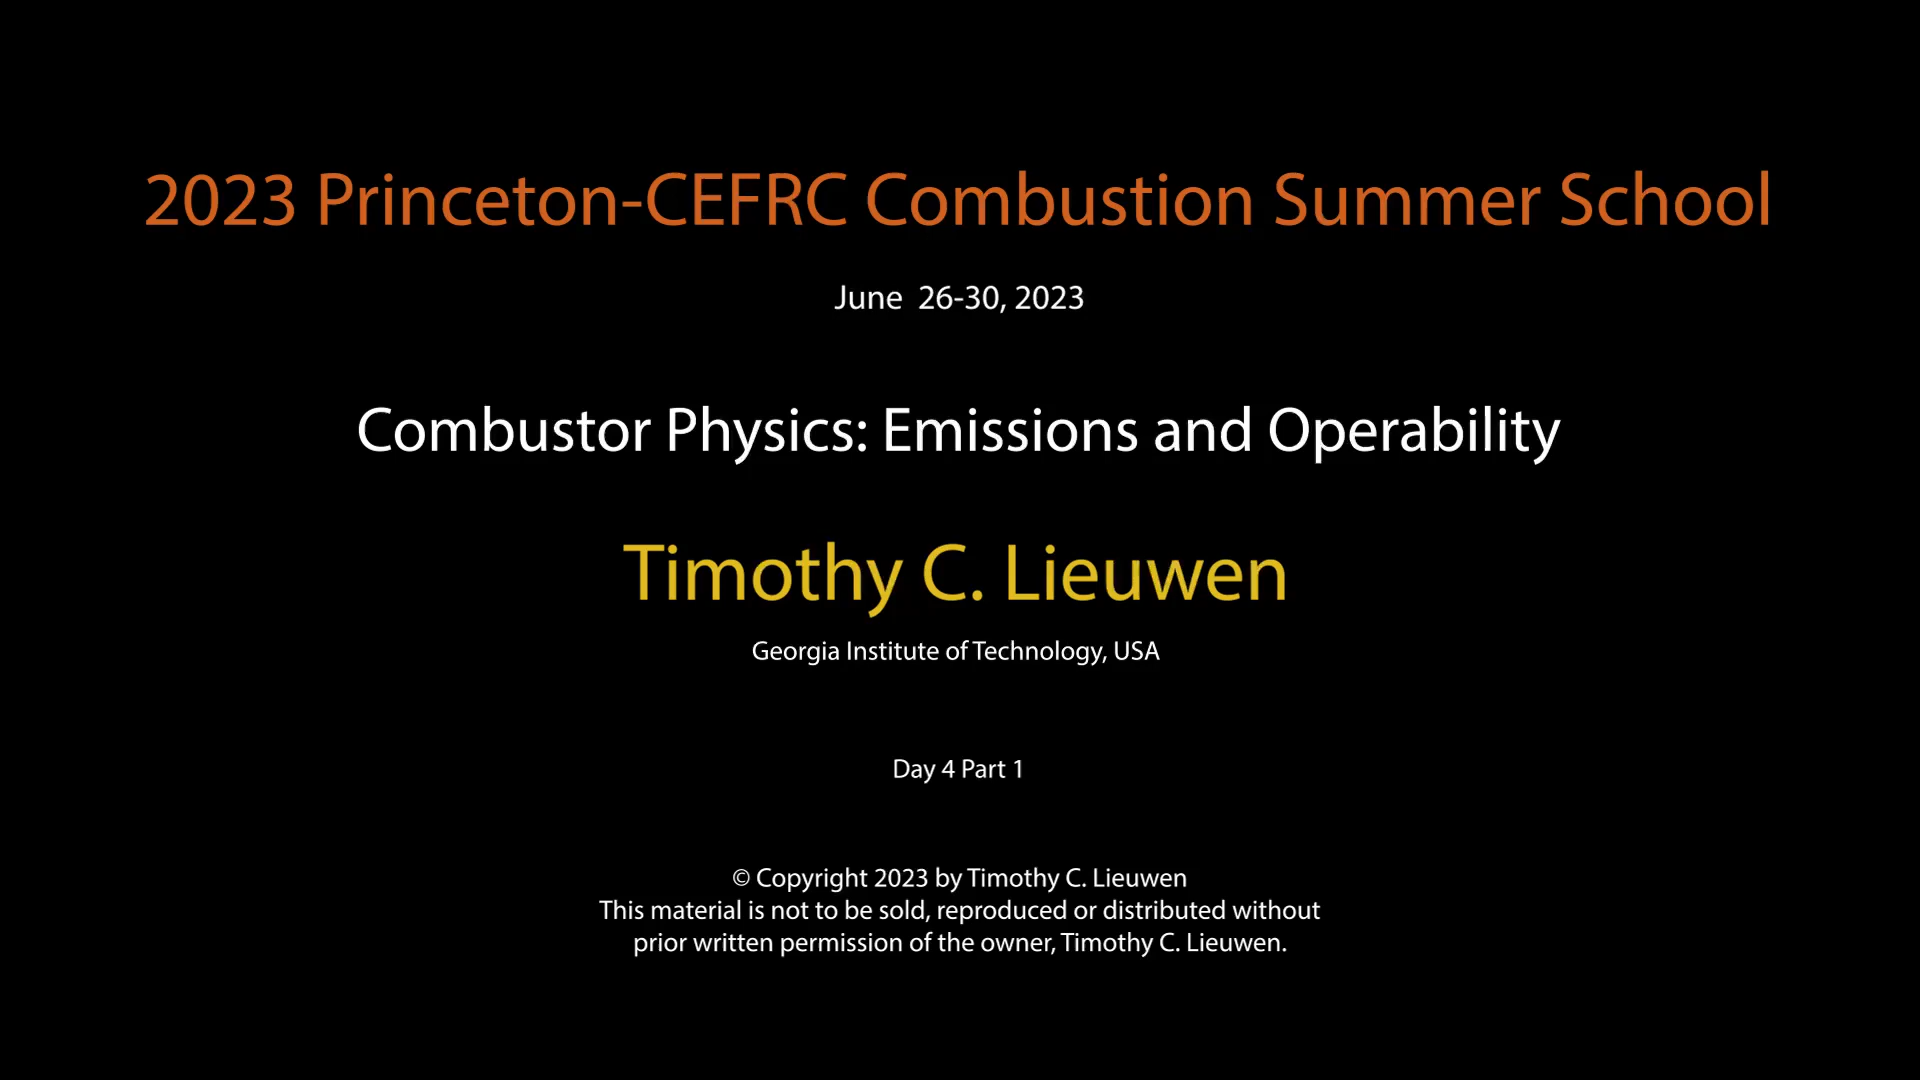 2023 Princeton-CEFRC Combustion Summer School
June 26-30, 2023
Combustor Physics: Emissions and Operability
Timothy C. Lieuwen
Georgia Institute of Technology, USA
Day 4 Part 1
© Copyright 2023 by Timothy C. Lieuwen
This material is not to be sold, reproduced or distributed without
prior written permission of the owner, Timothy C. Lieuwen.